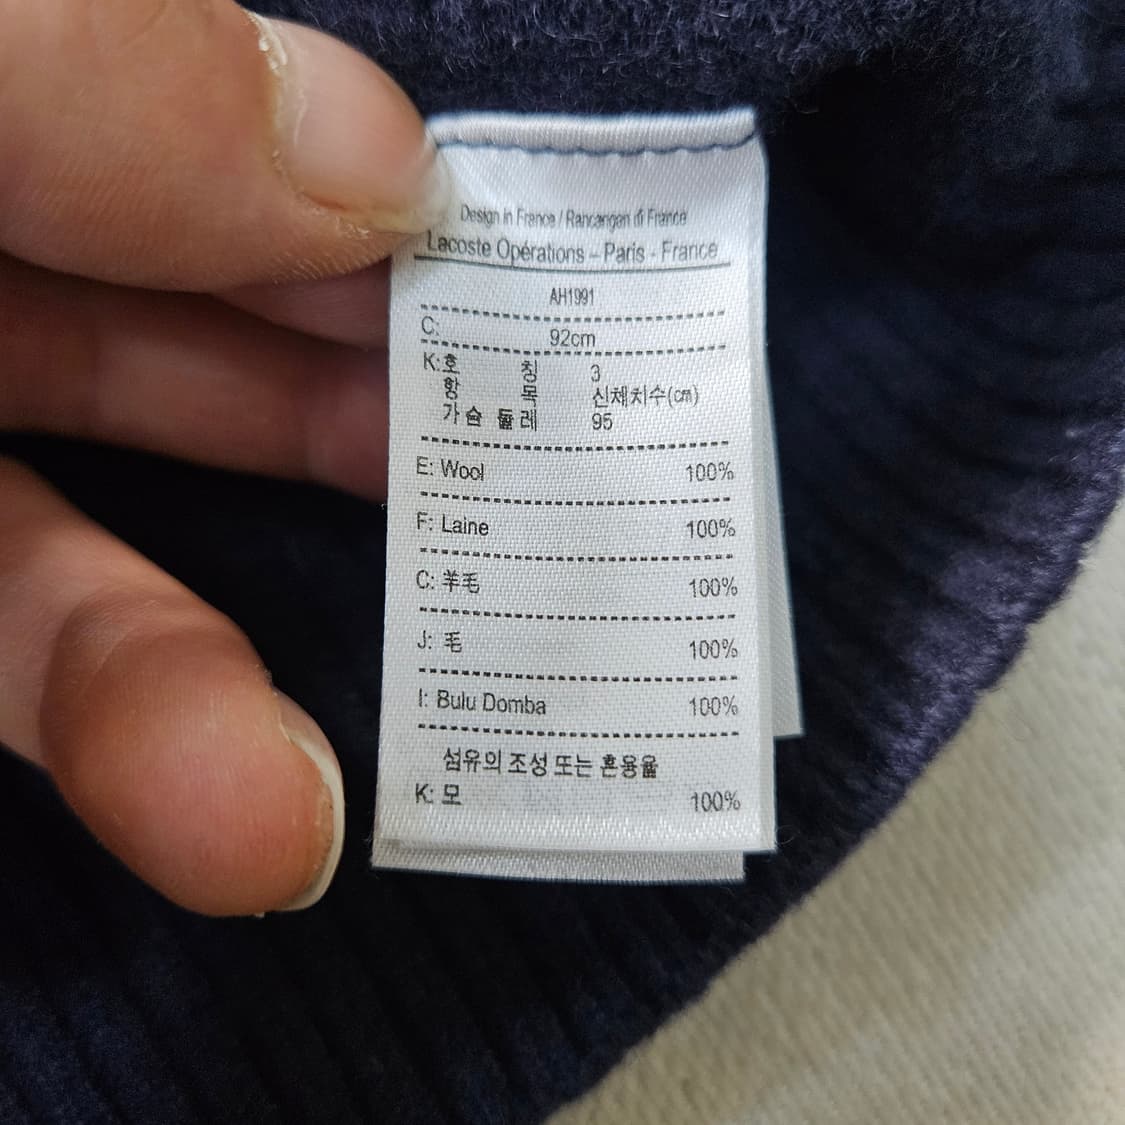 Design in France / Rancangan di France
Lacoste Opérations – Paris - France
AH1991
C: 92cm
K: 호 칭 3
항 목 신체치수(cm)
가슴 둘레 95
E: Wool 100%
F: Laine 100%
C: 羊毛 100%
J: 毛 100%
I: Bulu Domba 100%
섬유의 조성 또는 혼용율
K: 모 100%